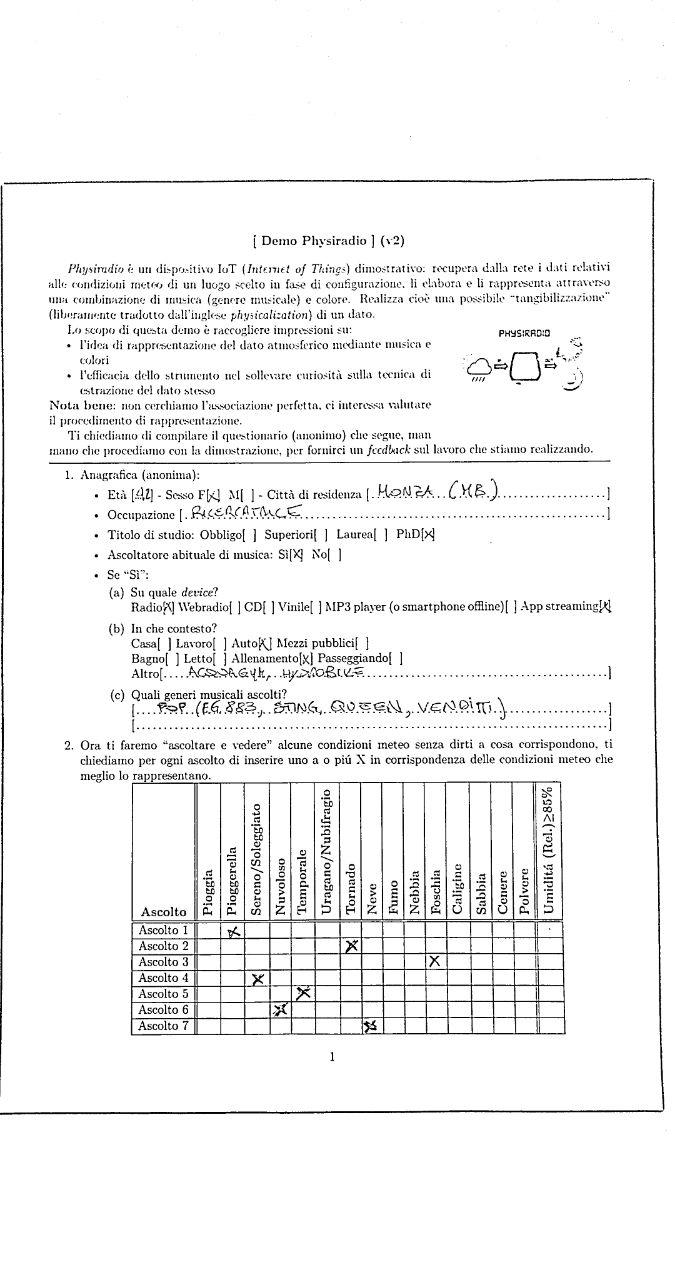 [ Demo Physiradio ] (v2)
Physiradio è un dispositivo IoT (Internet of Things) dimostrativo: recupera dalla rete i dati relativi
alle condizioni meteo di un luogo scelto in fase di configurazione, li elabora e li rappresenta attraverso
una combinazione di musica (genere musicale) e colore. Realizza cioè una possibile “tangibilizzazione”
(liberamente tradotto dall'inglese physicalization) di un dato.
Lo scopo di questa demo è raccogliere impressioni su:
• l'idea di rappresentazione del dato atmosferico mediante musica e
colori
• l'efficacia dello strumento nel sollevare curiosità sulla tecnica di
estrazione del dato stesso
PHYSIRADIO
Nota bene: non cerchiamo l'associazione perfetta, ci interessa valutare
il procedimento di rappresentazione.
Ti chiediamo di compilare il questionario (anonimo) che segue, man
mano che procediamo con la dimostrazione, per fornirci un feedback sul lavoro che stiamo realizzando.
1. Anagrafica (anonima):
• Età [42] - Sesso F[X] M[ ] - Città di residenza [. MONZA (MB.) ]
• Occupazione [. RICERCATRICE ]
• Titolo di studio: Obbligo[ ] Superiori[ ] Laurea[ ] PhD[X]
• Ascoltatore abituale di musica: Sì[X] No[ ]
• Se “Sì”:
(a) Su quale device?
Radio[X] Webradio[ ] CD[ ] Vinile[ ] MP3 player (o smartphone offline)[ ] App streaming[X]
(b) In che contesto?
Casa[ ] Lavoro[ ] Auto[X] Mezzi pubblici[ ]
Bagno[ ] Letto[ ] Allenamento[X] Passeggiando[ ]
Altro[ ACQUAGYM, HYDROBIKE ]
(c) Quali generi musicali ascolti?
[ POP (EG. 883, STING, QUEEN, VENDITTI.) ]
[ ]
2. Ora ti faremo “ascoltare e vedere” alcune condizioni meteo senza dirti a cosa corrispondono, ti
chiediamo per ogni ascolto di inserire uno a o piú X in corrispondenza delle condizioni meteo che
meglio lo rappresentano.
Ascolto Pioggia Pioggerella Sereno/Soleggiato Nuvoloso Temporale Uragano/Nubifragio Tornado Neve Fumo Nebbia Foschia Caligine Sabbia Cenere Polvere Umiditá (Rel.)≥85%
Ascolto 1 X
Ascolto 2 X
Ascolto 3 X
Ascolto 4 X
Ascolto 5 X
Ascolto 6 X
Ascolto 7 X
1